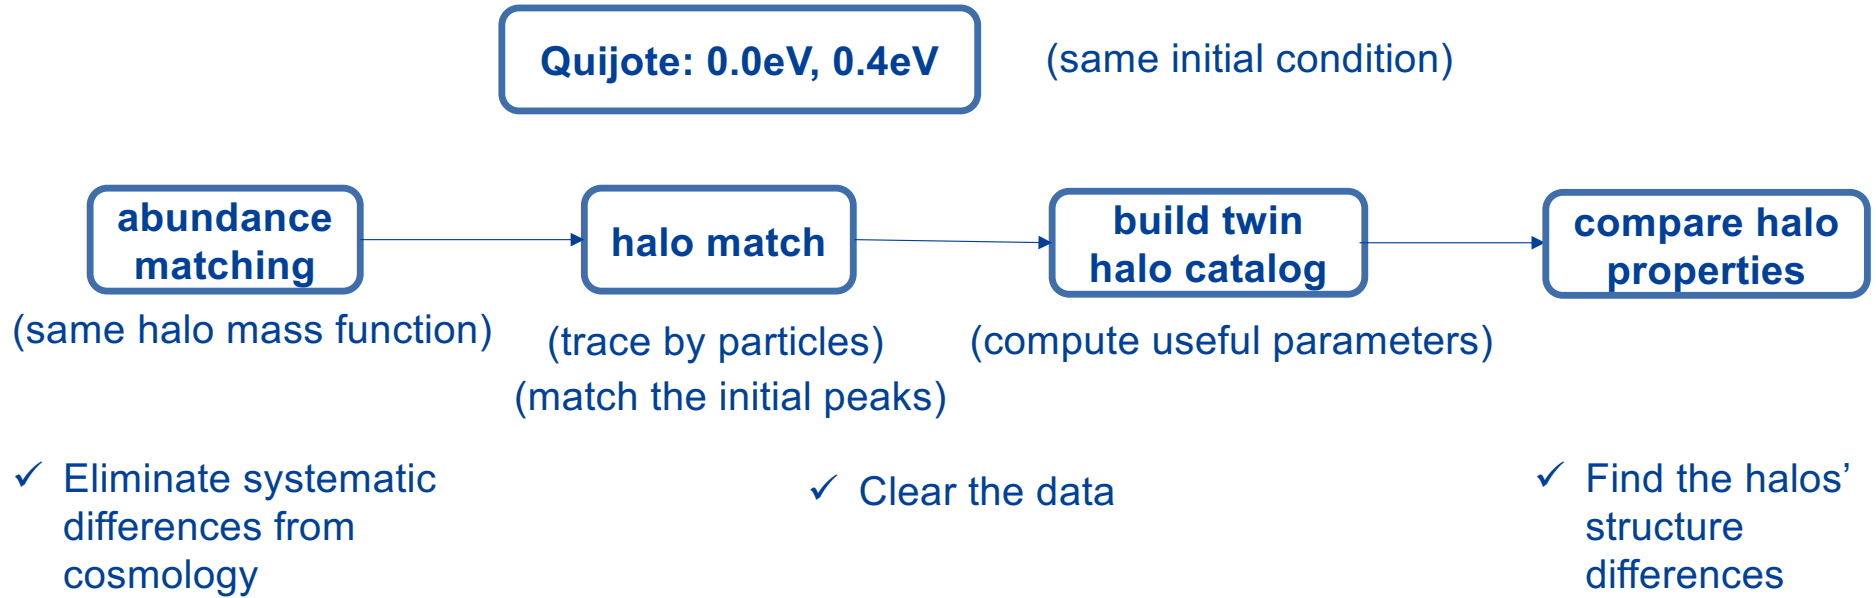 Quijote: 0.0eV, 0.4eV
(same initial condition)
abundance
matching
(same halo mass function)
halo match
(trace by particles)
(match the initial peaks)
build twin
halo catalog
(compute useful parameters)
compare halo
properties
✓ Eliminate systematic
differences from
cosmology
✓ Clear the data
✓ Find the halos’
structure
differences